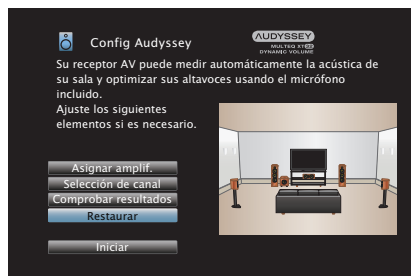 Config Audyssey
AUDYSSEY
MULTEQ XT32
DYNAMIC VOLUME
Su receptor AV puede medir automáticamente la acústica de
su sala y optimizar sus altavoces usando el micrófono
incluido.
Ajuste los siguientes
elementos si es necesario.
Asignar amplif.
Selección de canal
Comprobar resultados
Restaurar
Iniciar